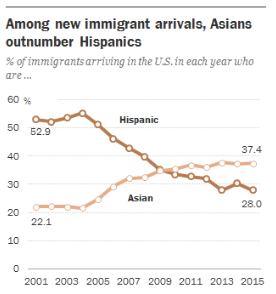 Among new immigrant arrivals, Asians
outnumber Hispanics
% of immigrants arriving in the U.S. in each year who
are ...
60 %
50
40
30
20
10
0
52.9
Hispanic
37.4
Asian
22.1
28.0
2001 2003 2005 2007 2009 2011 2013 2015